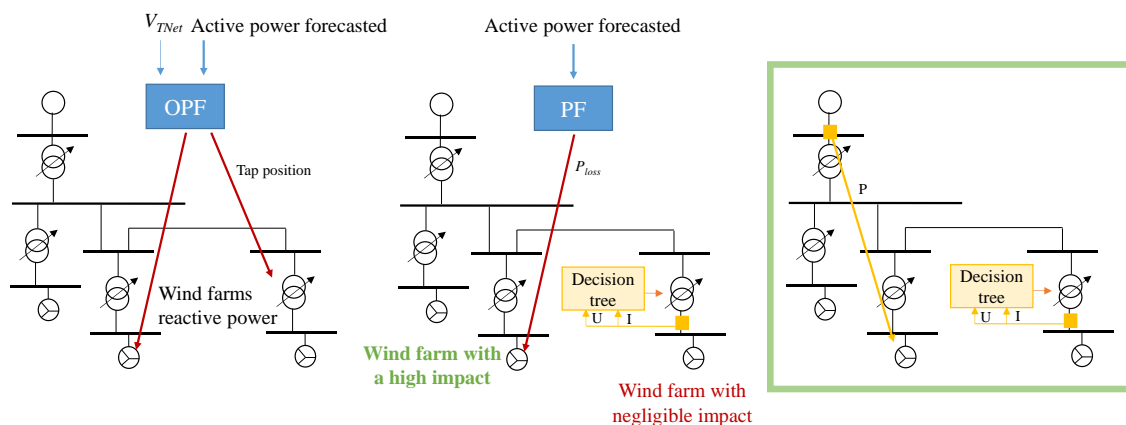 V_TNet Active power forecasted
OPF
Tap position
Wind farms
reactive power
Active power forecasted
PF
P_loss
Decision
tree
U I
Wind farm with
a high impact
Wind farm with
negligible impact
P
Decision
tree
U I